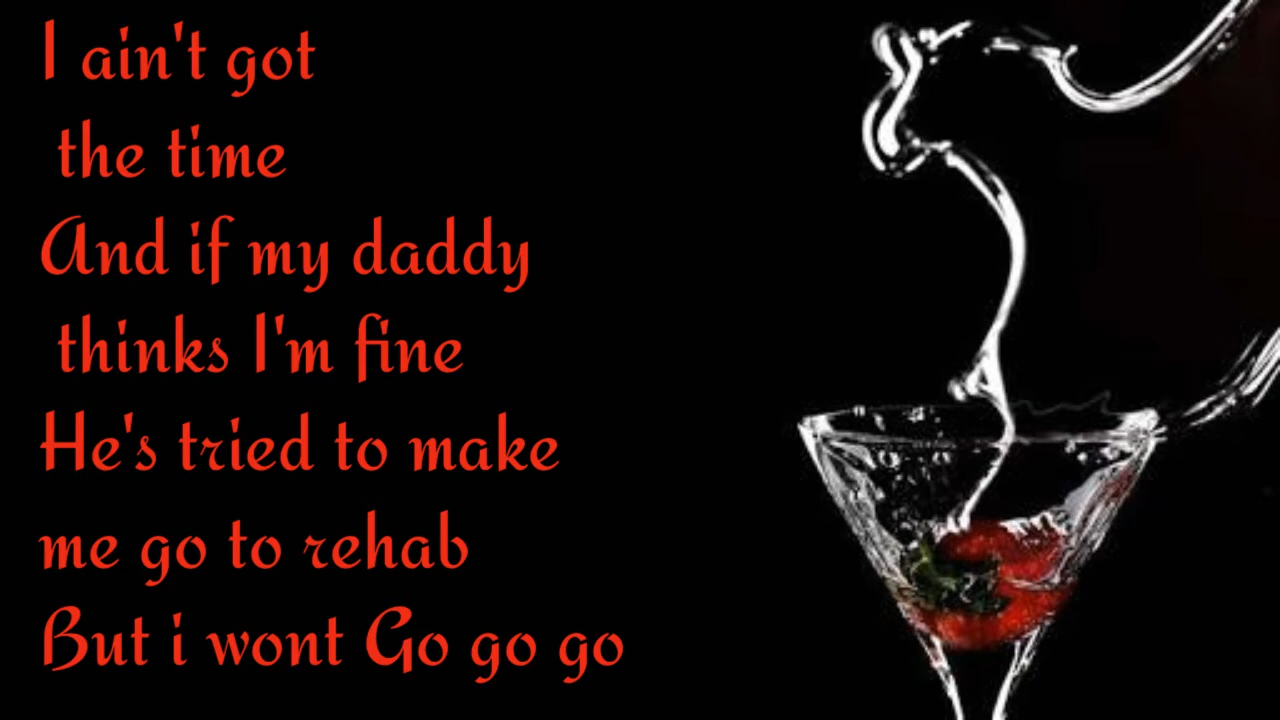 I ain't got
the time
And if my daddy
thinks I'm fine
He's tried to make
me go to rehab
But i wont Go go go